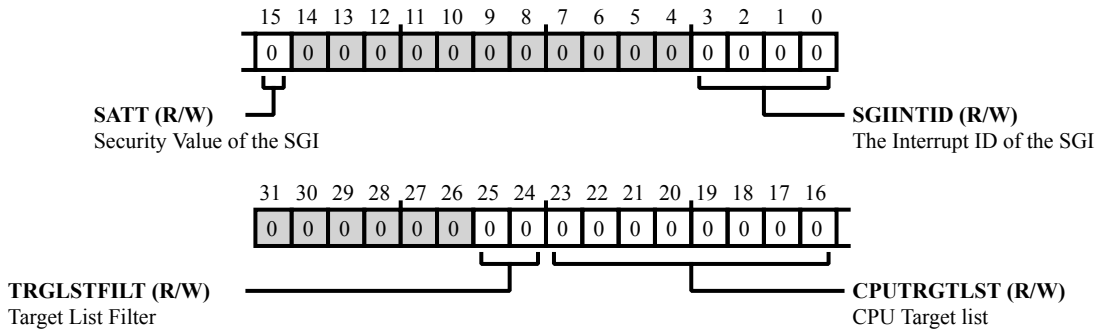 15 14 13 12 11 10 9 8 7 6 5 4 3 2 1 0
0 0 0 0 0 0 0 0 0 0 0 0 0 0 0 0
SATT (R/W)
Security Value of the SGI
SGIINTID (R/W)
The Interrupt ID of the SGI
31 30 29 28 27 26 25 24 23 22 21 20 19 18 17 16
0 0 0 0 0 0 0 0 0 0 0 0 0 0 0 0
TRGLSTFILT (R/W)
Target List Filter
CPUTRGTLST (R/W)
CPU Target list